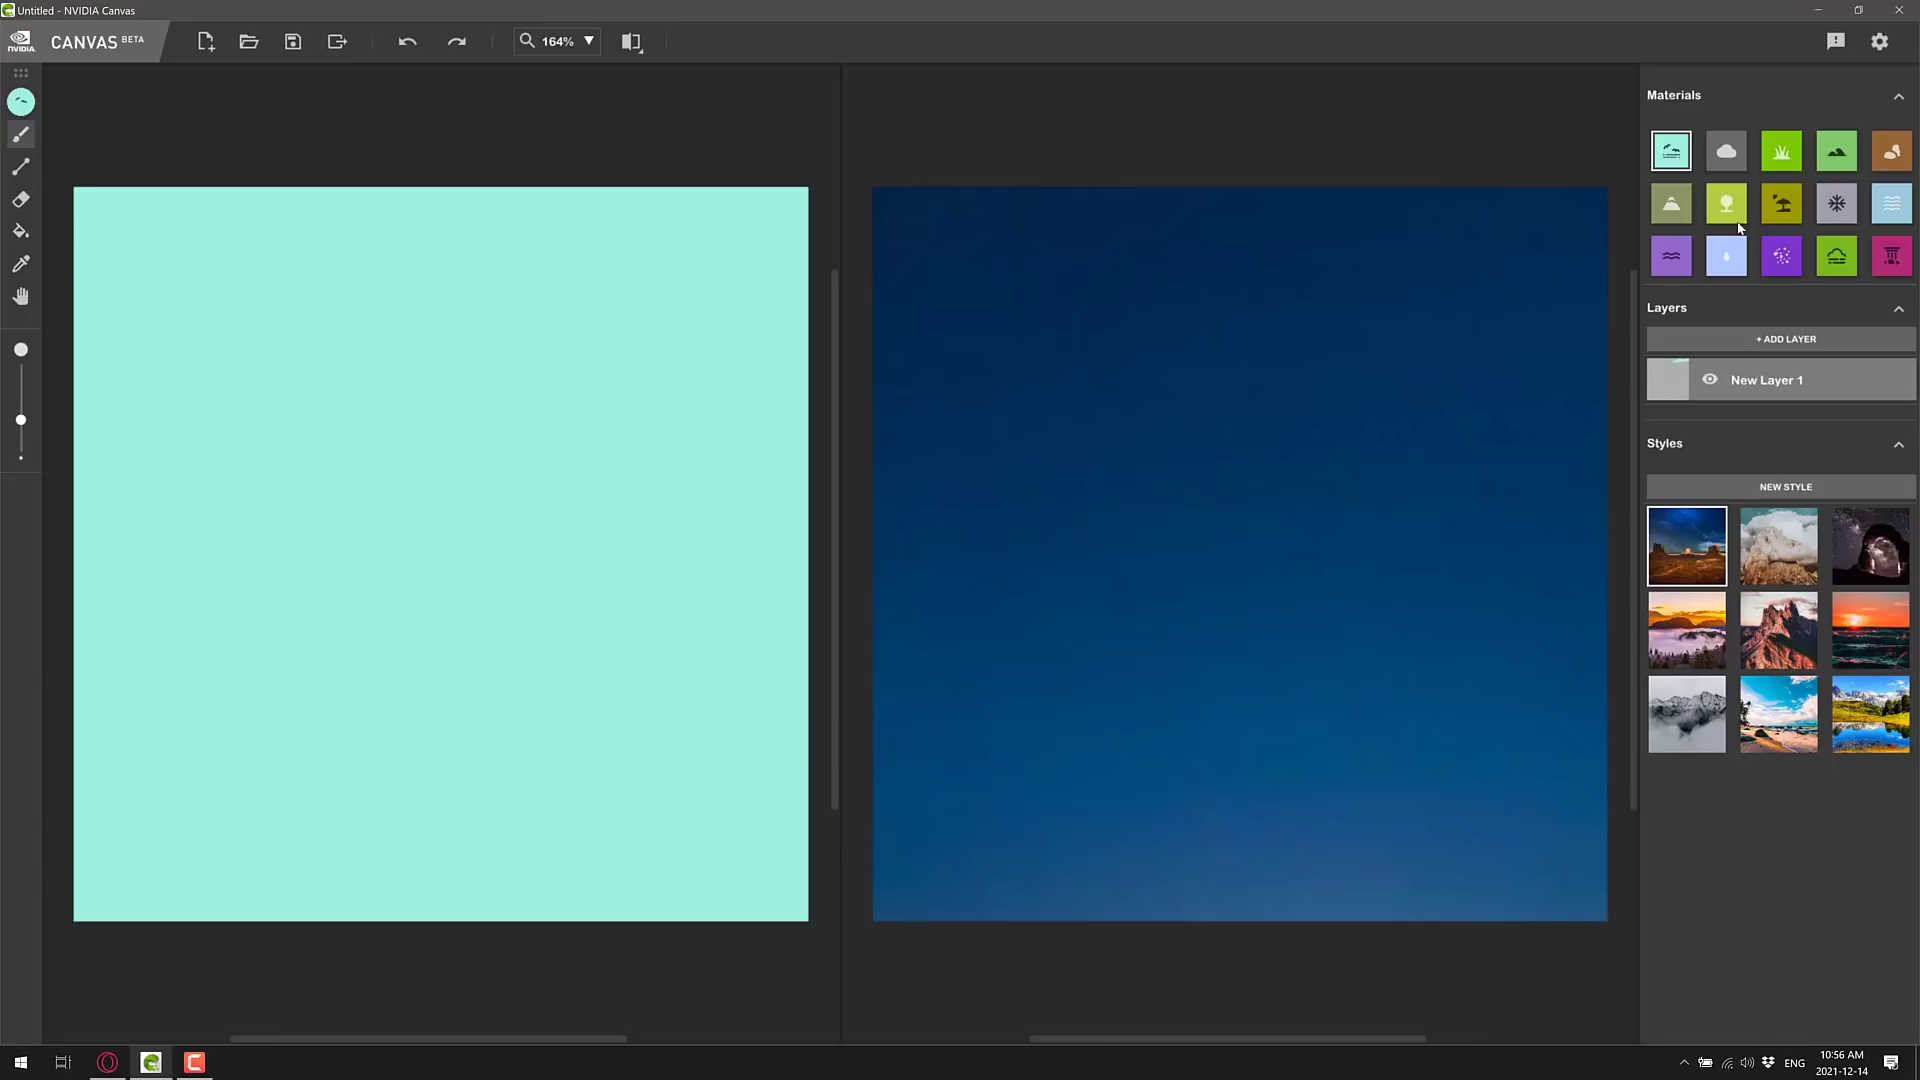 Untitled - NVIDIA Canvas
NVIDIA.
CANVAS BETA
164%
Materials
Layers
+ ADD LAYER
New Layer 1
Styles
NEW STYLE
ENG
10:56 AM
2021-12-14